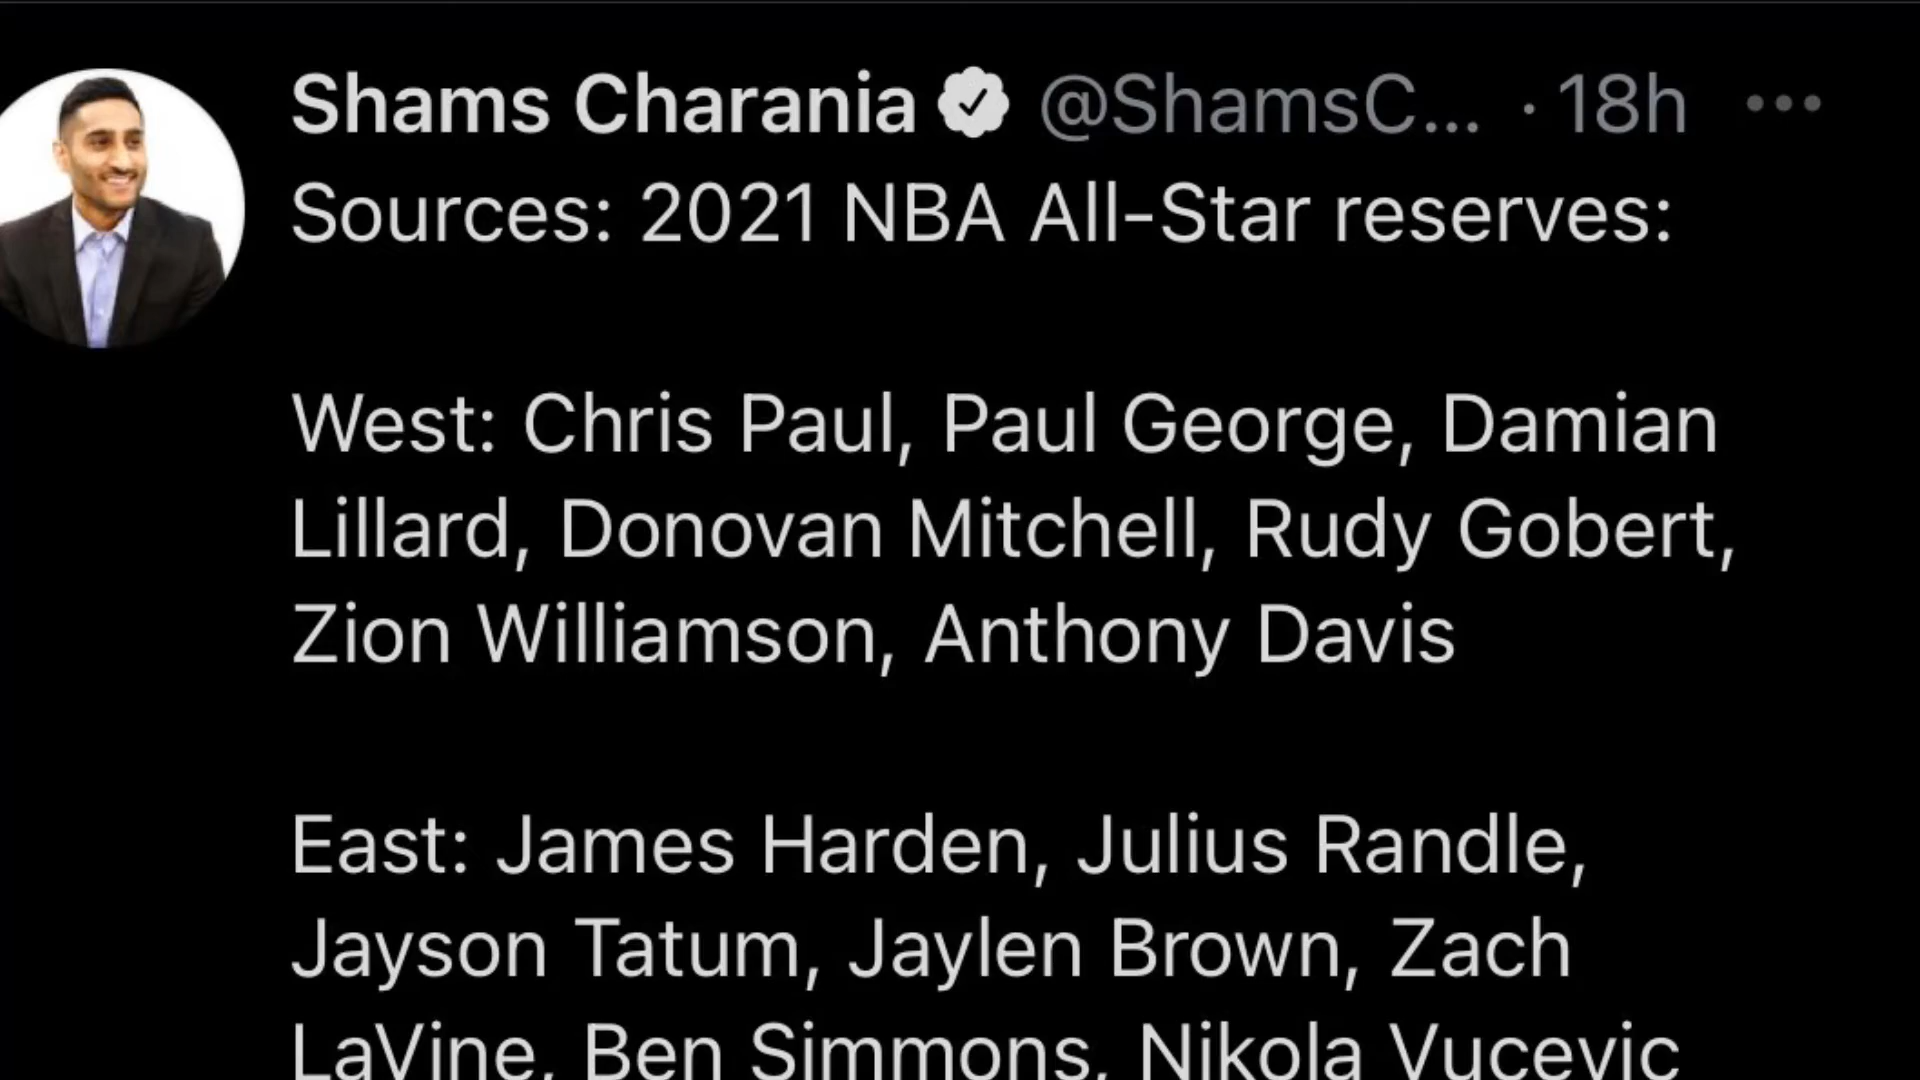 Shams Charania @ShamsC... · 18h
Sources: 2021 NBA All-Star reserves:
West: Chris Paul, Paul George, Damian
Lillard, Donovan Mitchell, Rudy Gobert,
Zion Williamson, Anthony Davis
East: James Harden, Julius Randle,
Jayson Tatum, Jaylen Brown, Zach
LaVine, Ben Simmons, Nikola Vucevic